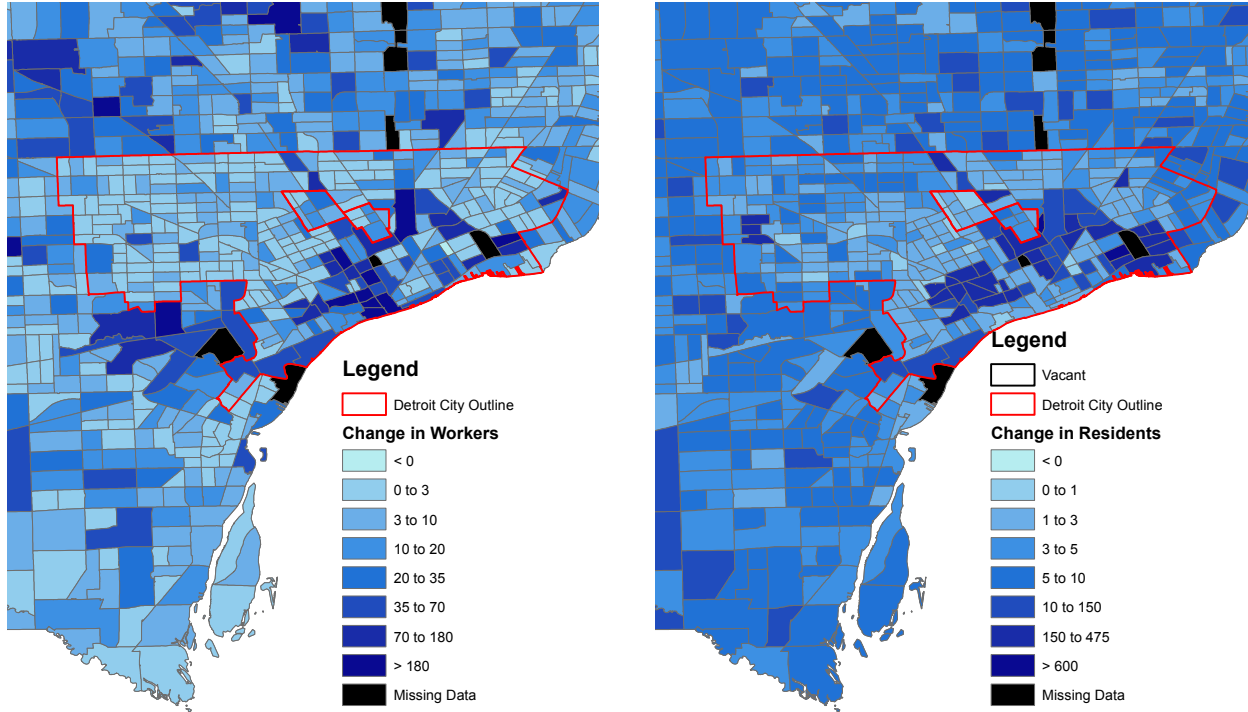 Legend
Detroit City Outline
Change in Workers
< 0
0 to 3
3 to 10
10 to 20
20 to 35
35 to 70
70 to 180
> 180
Missing Data
Legend
Vacant
Detroit City Outline
Change in Residents
< 0
0 to 1
1 to 3
3 to 5
5 to 10
10 to 150
150 to 475
> 600
Missing Data